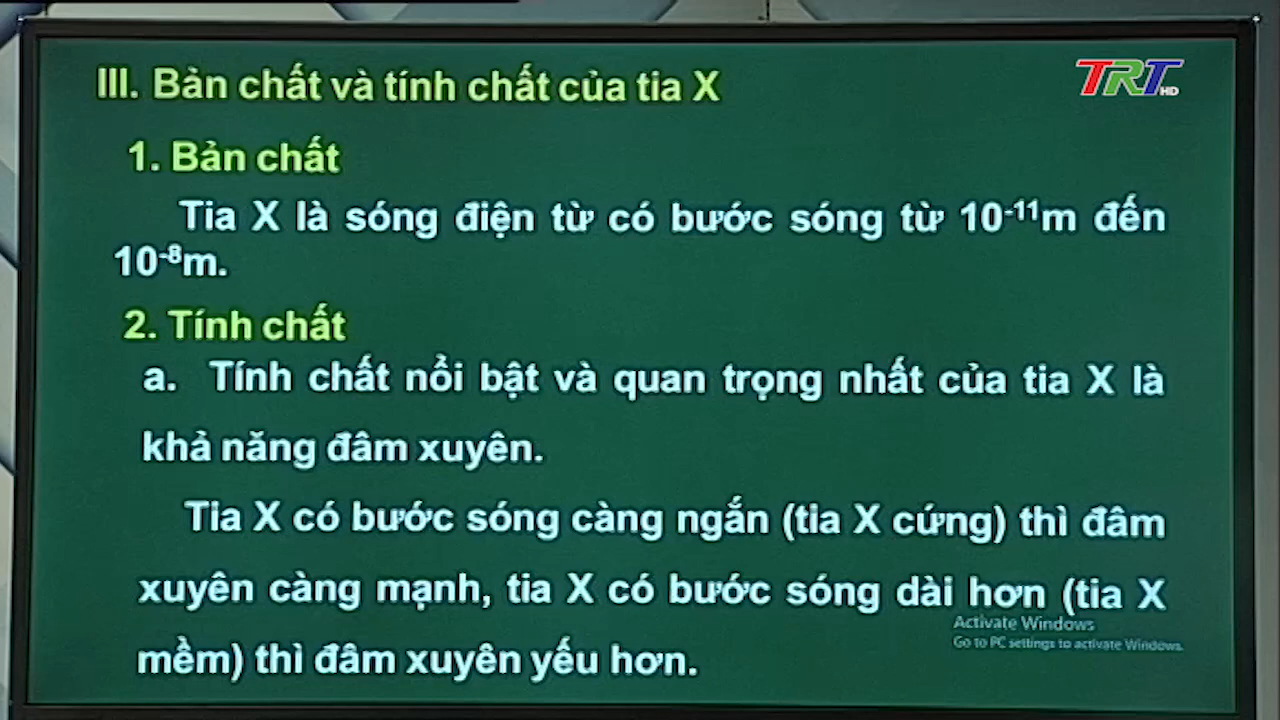 III. Bản chất và tính chất của tia X
TRT HD
1. Bản chất
Tia X là sóng điện từ có bước sóng từ 10⁻¹¹m đến
10⁻⁸m.
2. Tính chất
a. Tính chất nổi bật và quan trọng nhất của tia X là
khả năng đâm xuyên.
Tia X có bước sóng càng ngắn (tia X cứng) thì đâm
xuyên càng mạnh, tia X có bước sóng dài hơn (tia X
Activate Windows
Go to PC settings to activate Windows.
mềm) thì đâm xuyên yếu hơn.